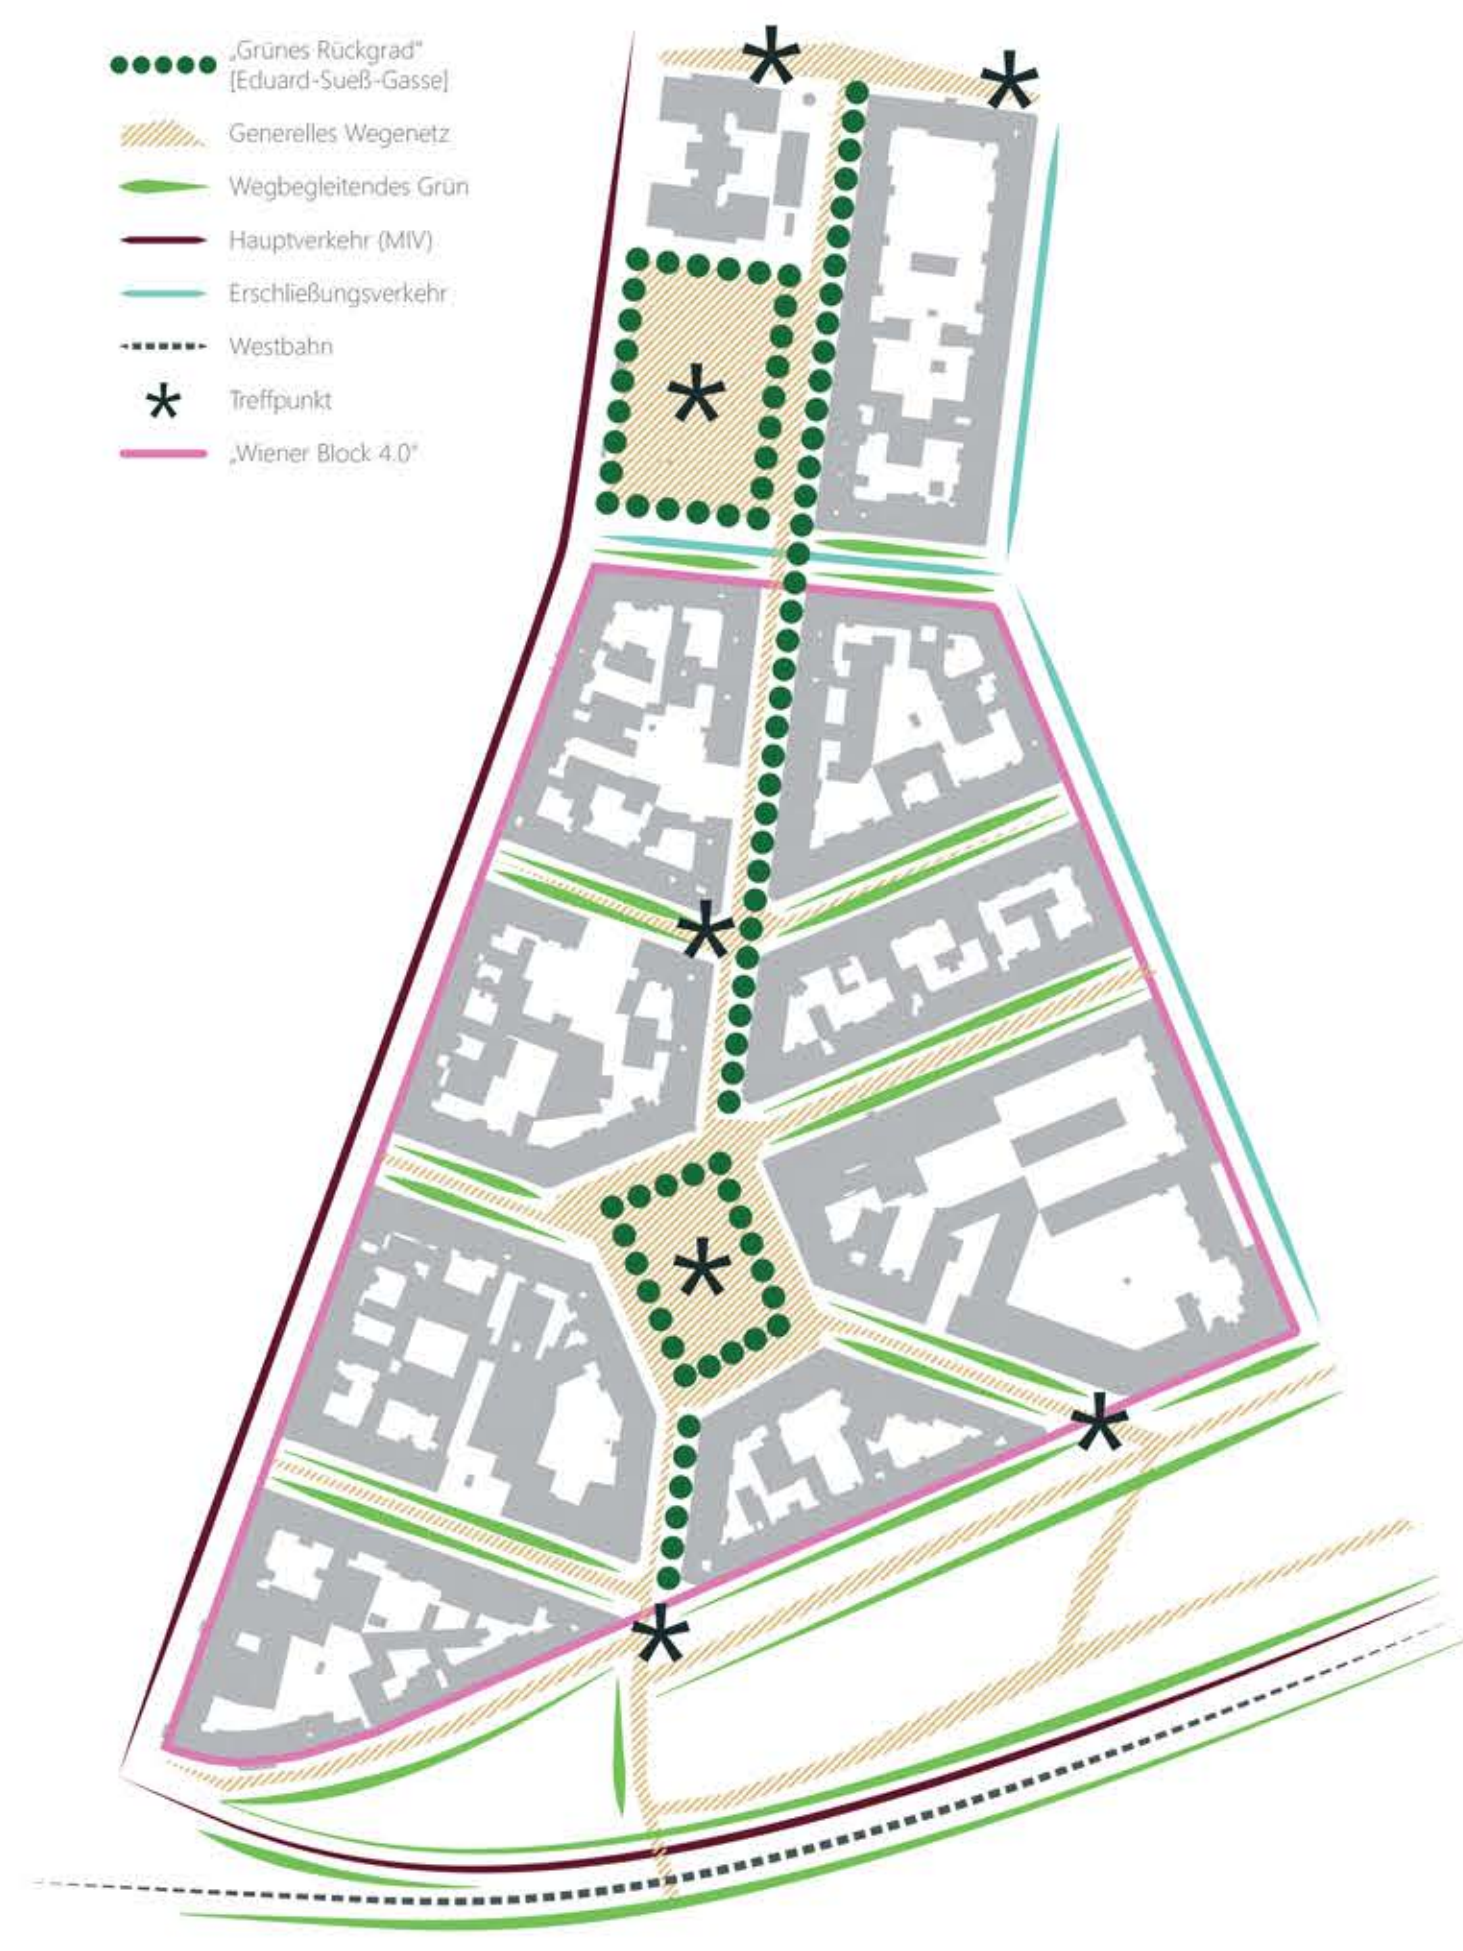 „Grünes Rückgrad“
[Eduard-Sueß-Gasse]
Generelles Wegenetz
Wegbegleitendes Grün
Hauptverkehr (MIV)
Erschließungsverkehr
Westbahn
Treffpunkt
„Wiener Block 4.0“